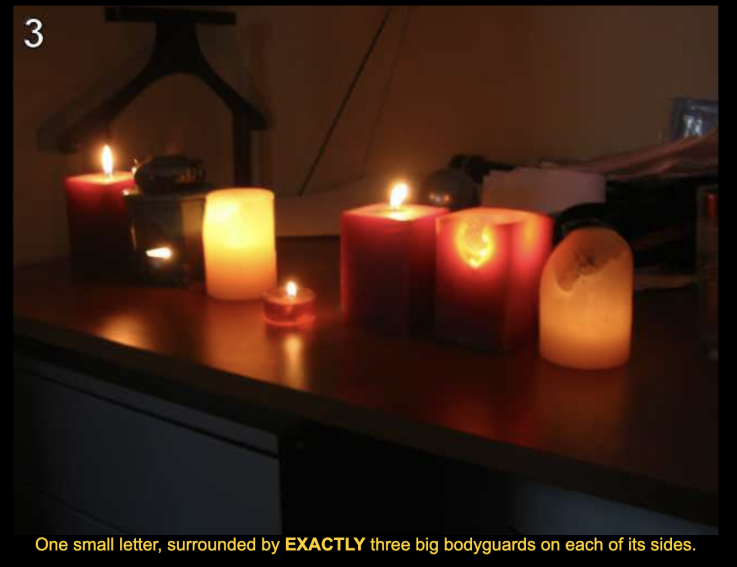 3
One small letter, surrounded by EXACTLY three big bodyguards on each of its sides.